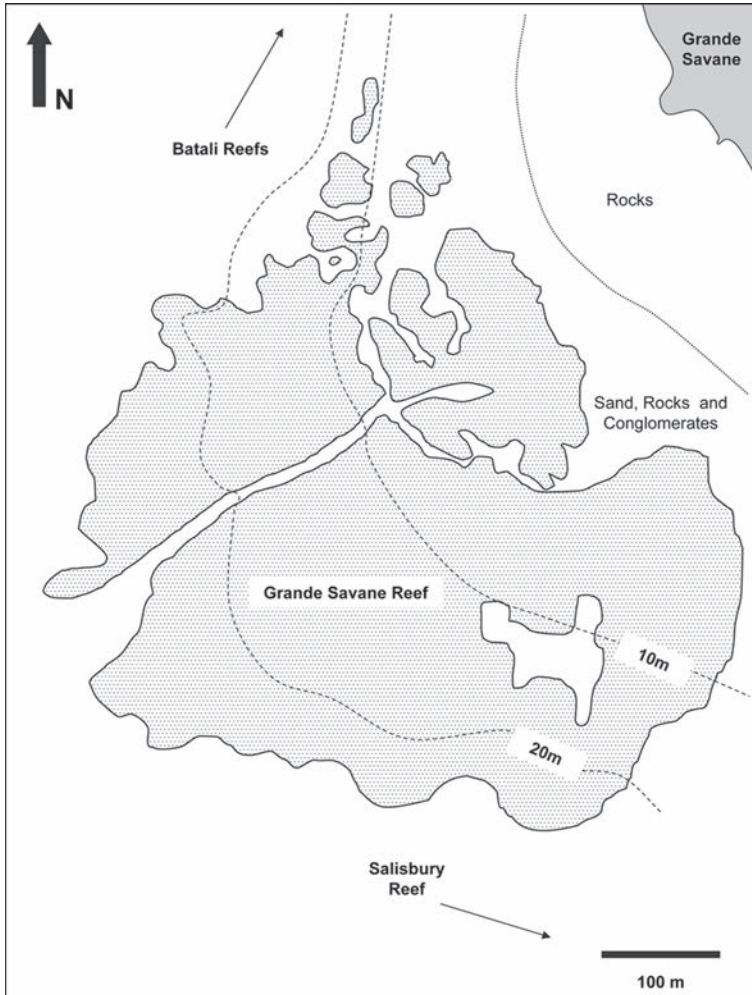 Grande
Savane
N
Batali Reefs
Rocks
Sand, Rocks and
Conglomerates
Grande Savane Reef
10m
20m
Salisbury
Reef
100 m